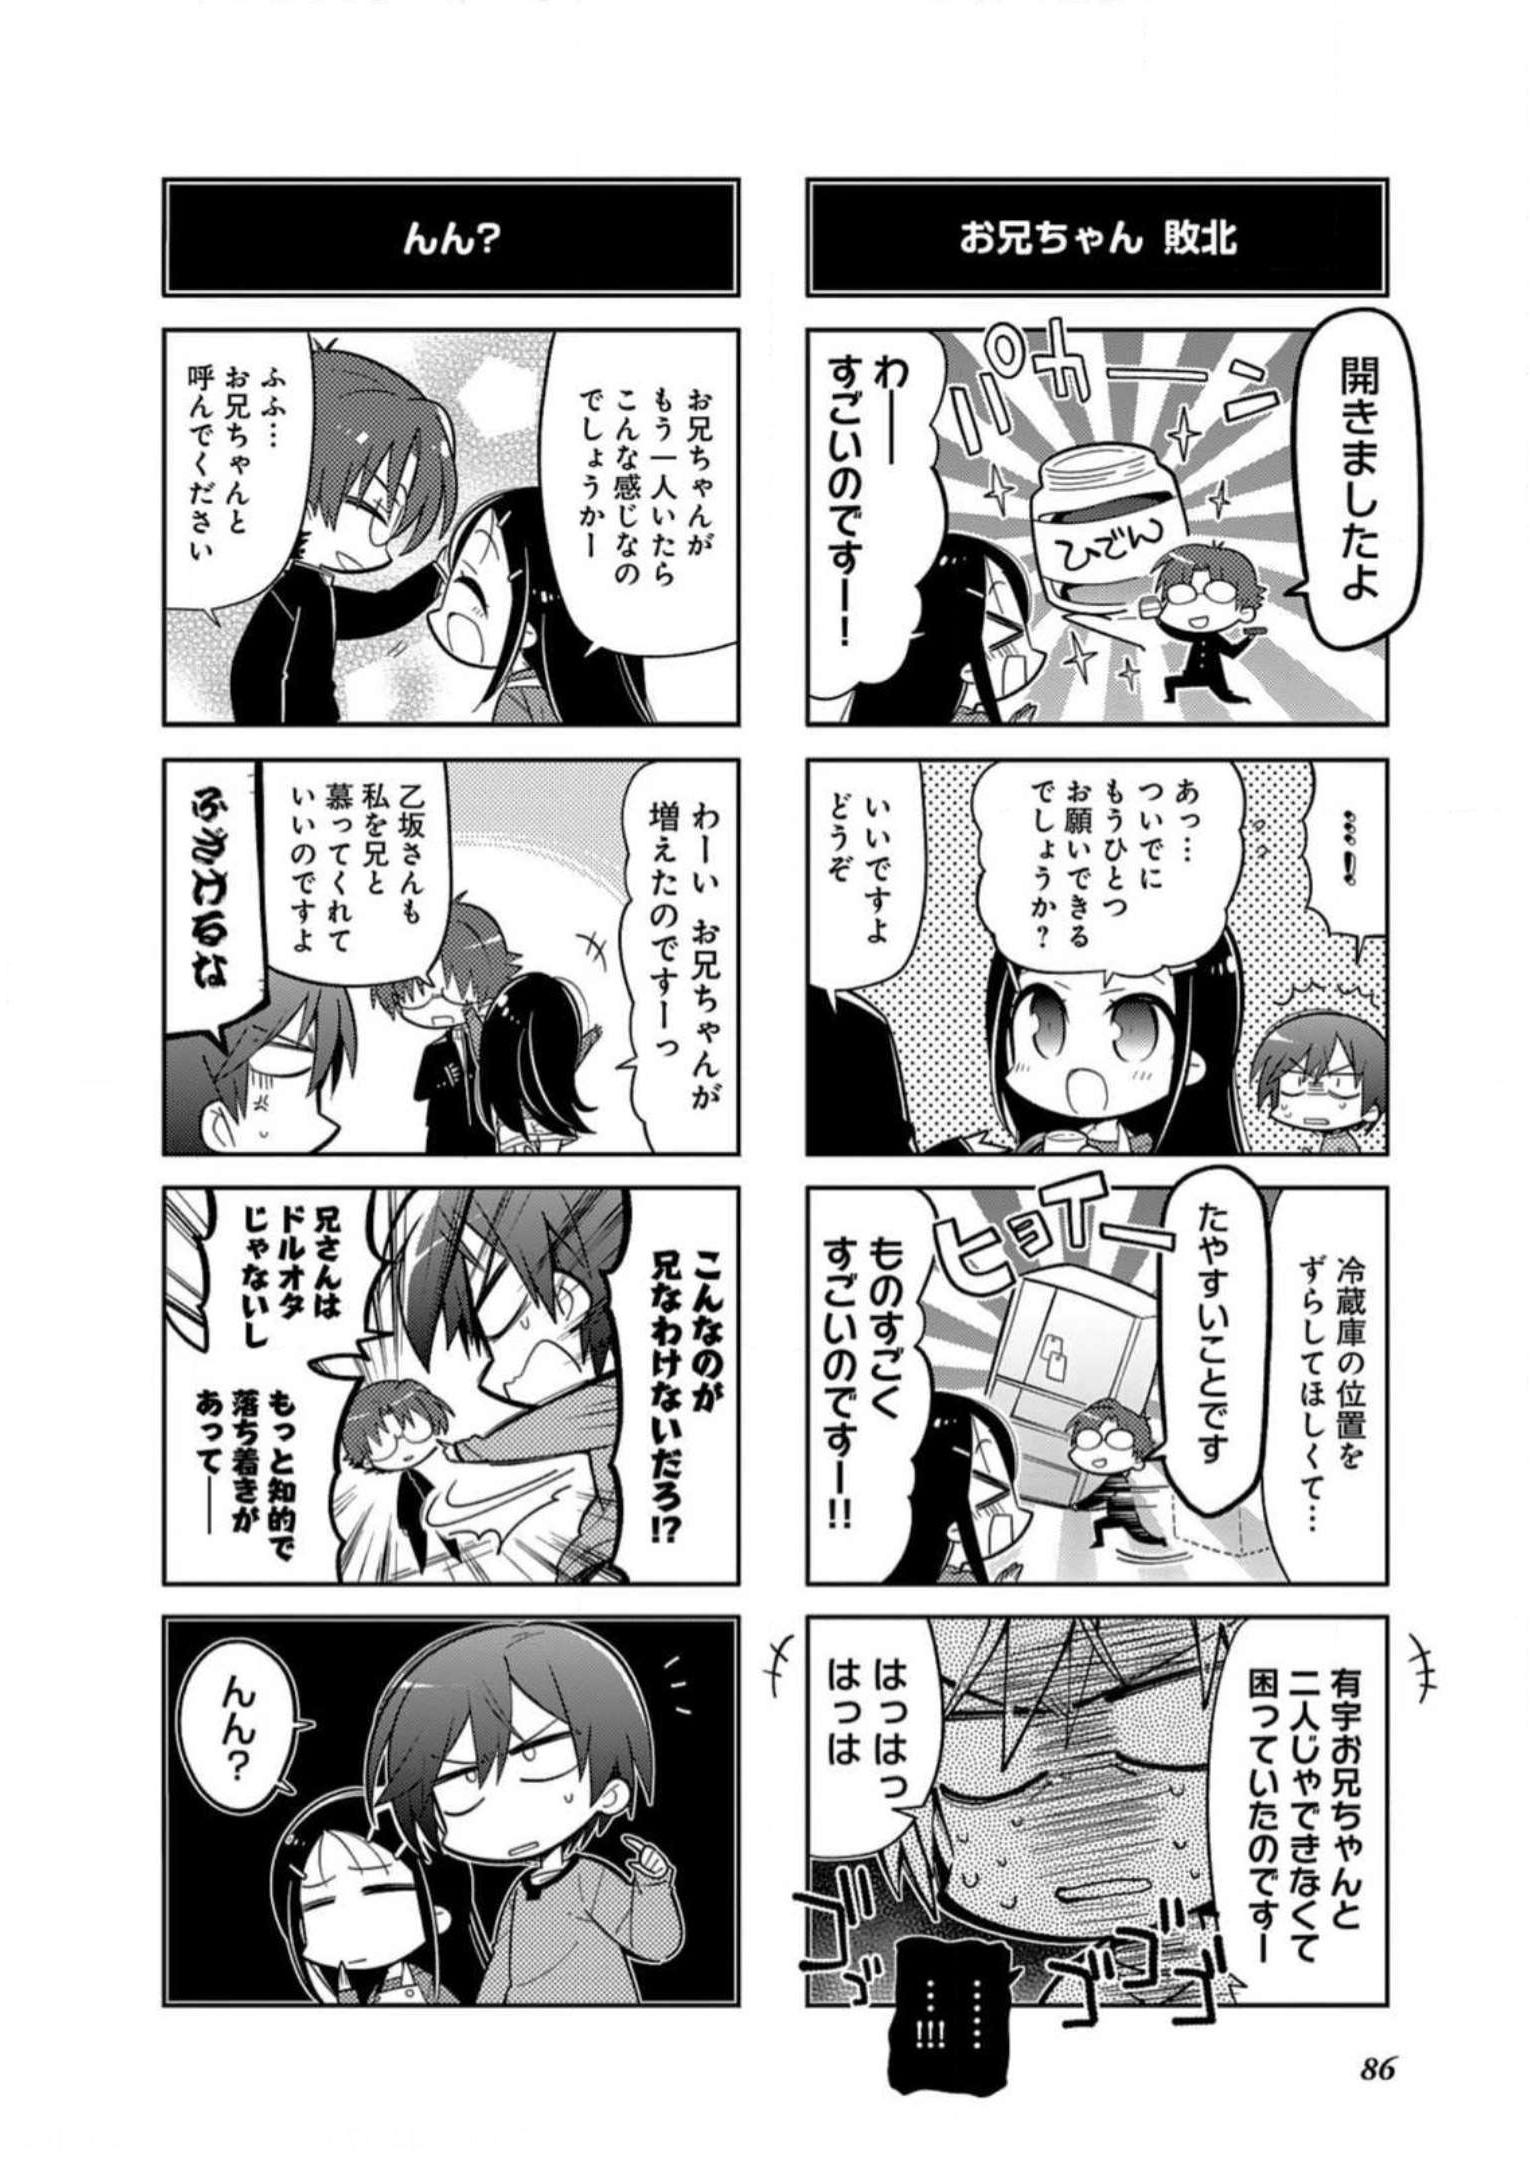 お兄ちゃん 敗北
開きましたよ
パカーン
ひでん
わー
すごいのですー！
…！
あっ…
ついでに
もうひとつ
お願いできる
でしょうか？
いいですよ
どうぞ
冷蔵庫の位置を
ずらしてほしくて…
たやすいことです
ヒョイー
ものすごく
すごいのですー!!
有宇お兄ちゃんと
二人じゃできなくて
困っていたのですー
はっはっ
はっは
ゴゴゴゴ
ゴゴ
……
…!!!
んん？
お兄ちゃんが
もう一人いたら
こんな感じなの
でしょうかー
ふふ…
お兄ちゃんと
呼んでください
わーい お兄ちゃんが
増えたのですーっ
乙坂さんも
私を兄と
慕ってくれて
いいのですよ
ふざけるな
こんなのが
兄なわけないだろ!?
兄さんは
ドルオタ
じゃないし
もっと知的で
落ち着きが
あって――
んん？
86